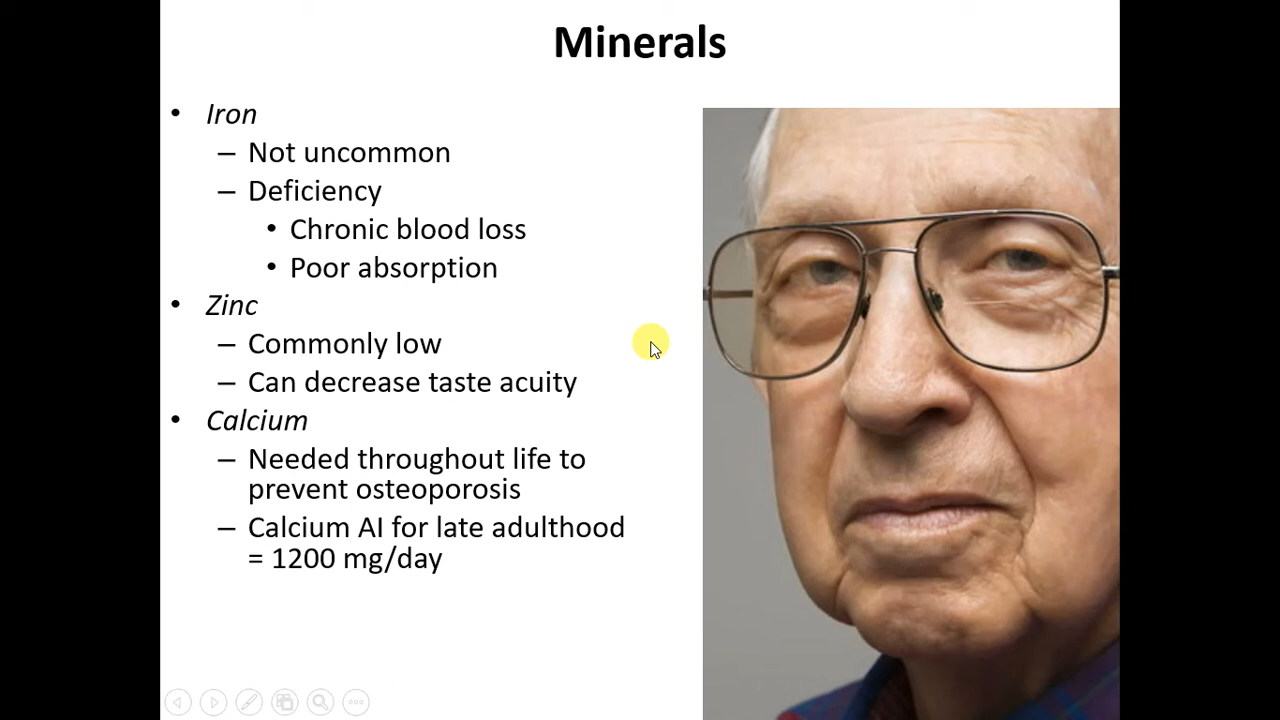 Minerals
• Iron
– Not uncommon
– Deficiency
• Chronic blood loss
• Poor absorption
• Zinc
– Commonly low
– Can decrease taste acuity
• Calcium
– Needed throughout life to
prevent osteoporosis
– Calcium AI for late adulthood
= 1200 mg/day